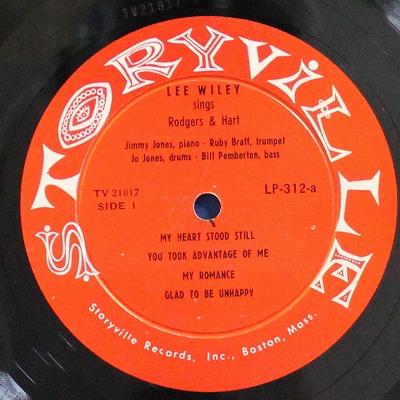 TV21817
STORYVILLE
LEE WILEY
sings
Rodgers & Hart
Jimmy Jones, piano - Ruby Braff, trumpet
Jo Jones, drums - Bill Pemberton, bass
TV 21817
SIDE 1
LP-312-a
MY HEART STOOD STILL
YOU TOOK ADVANTAGE OF ME
MY ROMANCE
GLAD TO BE UNHAPPY
Storyville Records, Inc., Boston, Mass.